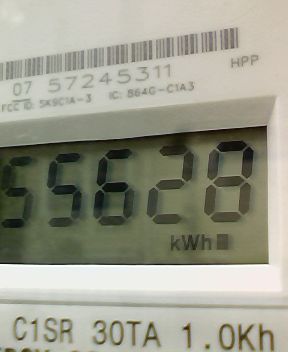 07 57245311
HPP
FCC ID: SK9C1A-3 IC: 864G-C1A3
55628
kWh
C1SR 30TA 1.0Kh